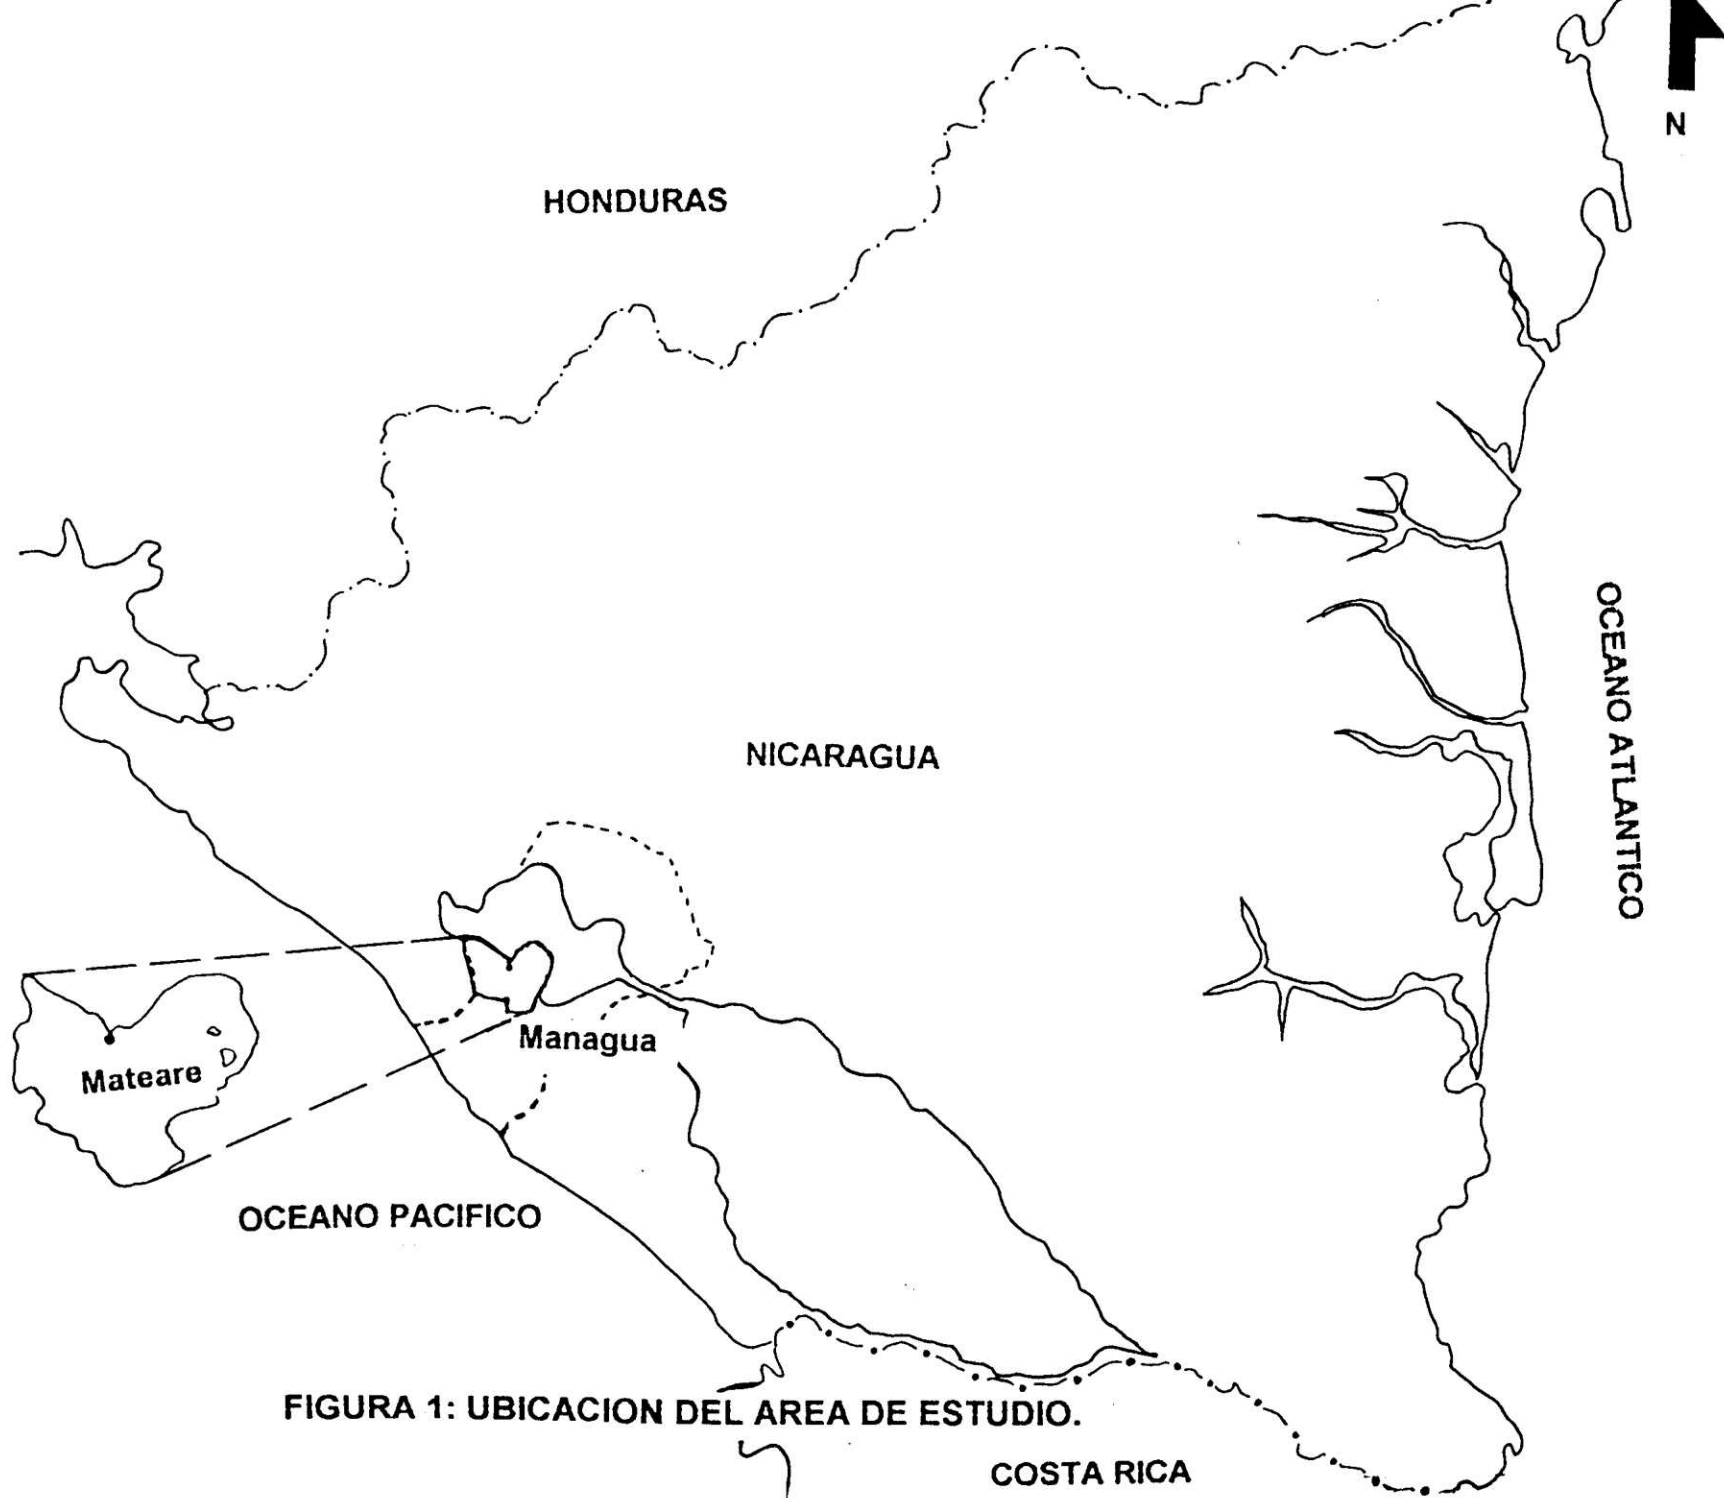 N
HONDURAS
OCEANO ATLANTICO
NICARAGUA
Managua
Mateare
OCEANO PACIFICO
FIGURA 1: UBICACION DEL AREA DE ESTUDIO.
COSTA RICA